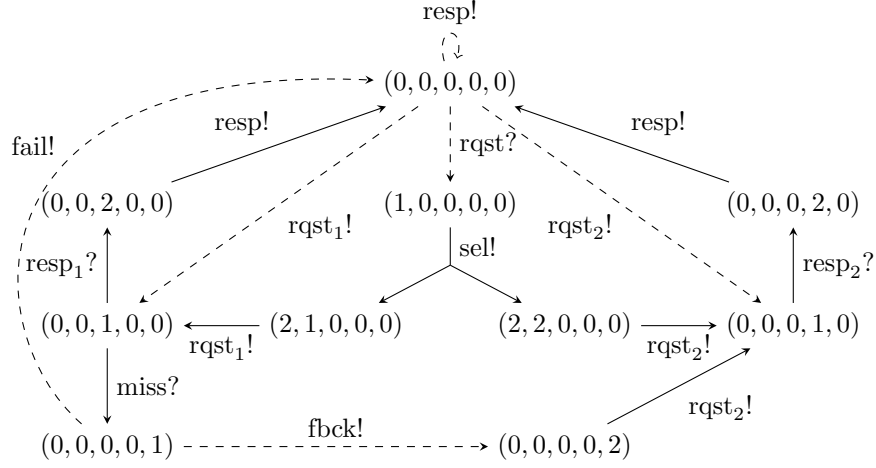 resp!
(0, 0, 0, 0, 0)
resp!
rqst?
resp!
fail!
(0, 0, 2, 0, 0)
(1, 0, 0, 0, 0)
(0, 0, 0, 2, 0)
rqst₁!
rqst₂!
sel!
resp₁?
resp₂?
(0, 0, 1, 0, 0)
(2, 1, 0, 0, 0)
(2, 2, 0, 0, 0)
(0, 0, 0, 1, 0)
rqst₁!
rqst₂!
miss?
rqst₂!
fbck!
(0, 0, 0, 0, 1)
(0, 0, 0, 0, 2)